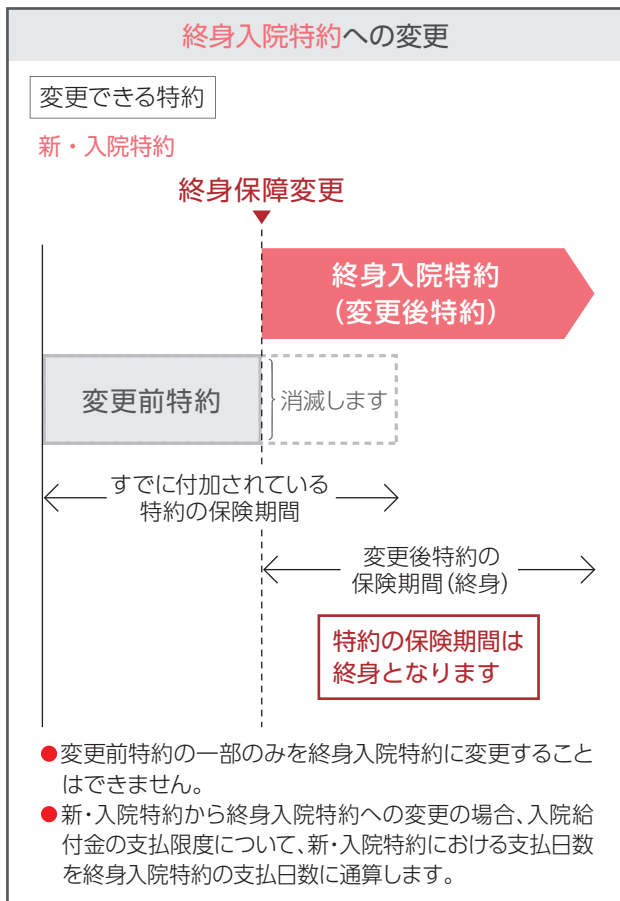 終身入院特約への変更
変更できる特約
新・入院特約
終身保障変更
終身入院特約
(変更後特約)
変更前特約
消滅します
すでに付加されている
特約の保険期間
変更後特約の
保険期間(終身)
特約の保険期間は
終身となります
●変更前特約の一部のみを終身入院特約に変更すること
はできません。
●新・入院特約から終身入院特約への変更の場合、入院給
付金の支払限度について、新・入院特約における支払日数
を終身入院特約の支払日数に通算します。